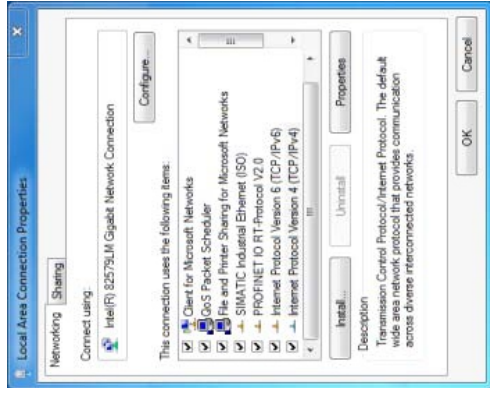 Local Area Connection Properties
Networking Sharing
Connect using:
Intel(R) 82579LM Gigabit Network Connection
Configure...
This connection uses the following items:
Client for Microsoft Networks
QoS Packet Scheduler
File and Printer Sharing for Microsoft Networks
SIMATIC Industrial Ethernet (ISO)
PROFINET IO RT-Protocol V2.0
Internet Protocol Version 6 (TCP/IPv6)
Internet Protocol Version 4 (TCP/IPv4)
Install... Uninstall Properties
Description
Transmission Control Protocol/Internet Protocol. The default
wide area network protocol that provides communication
across diverse interconnected networks.
OK Cancel